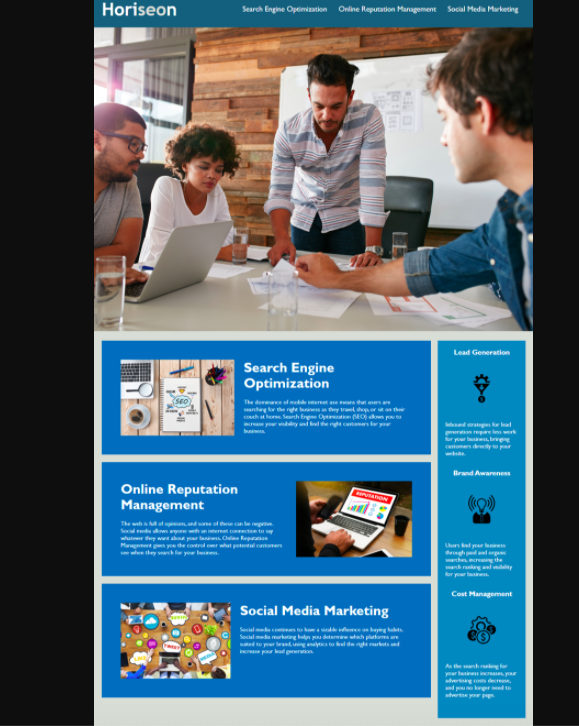 Horiseon
Search Engine Optimization
Online Reputation Management
Social Media Marketing
SEO
Search Engine
Optimization
The dominance of mobile internet use means that users are
searching for the right business as they travel, shop, or sit on their
couch at home. Search Engine Optimization (SEO) allows you to
increase your visibility and find the right customers for your
business.
Online Reputation
Management
The web is full of opinions, and some of these can be negative.
Social media allows anyone with an internet connection to say
whatever they want about your business. Online Reputation
Management gives you the control over what potential customers
see when they search for your business.
REPUTATION
Social Media Marketing
Social media continues to have a sizable influence on buying habits.
Social media marketing helps you determine which platforms are
suited to your brand, using analytics to find the right markets and
increase your lead generation.
Lead Generation
Inbound strategies for lead
generation require less work
for your business, bringing
customers directly to your
website.
Brand Awareness
Users find your business
through paid and organic
searches, increasing the
search ranking and visibility
for your business.
Cost Management
As the search ranking for
your business increases, your
advertising costs decrease,
and you no longer need to
advertise your page.